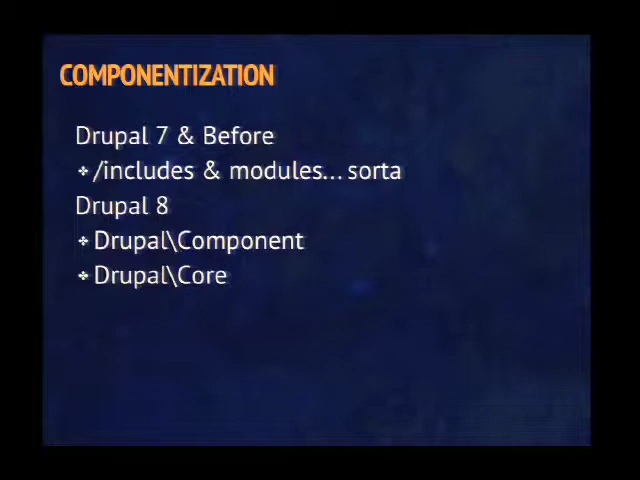 COMPONENTIZATION
Drupal 7 & Before
❖ /includes & modules... sorta
Drupal 8
❖ Drupal\Component
❖ Drupal\Core